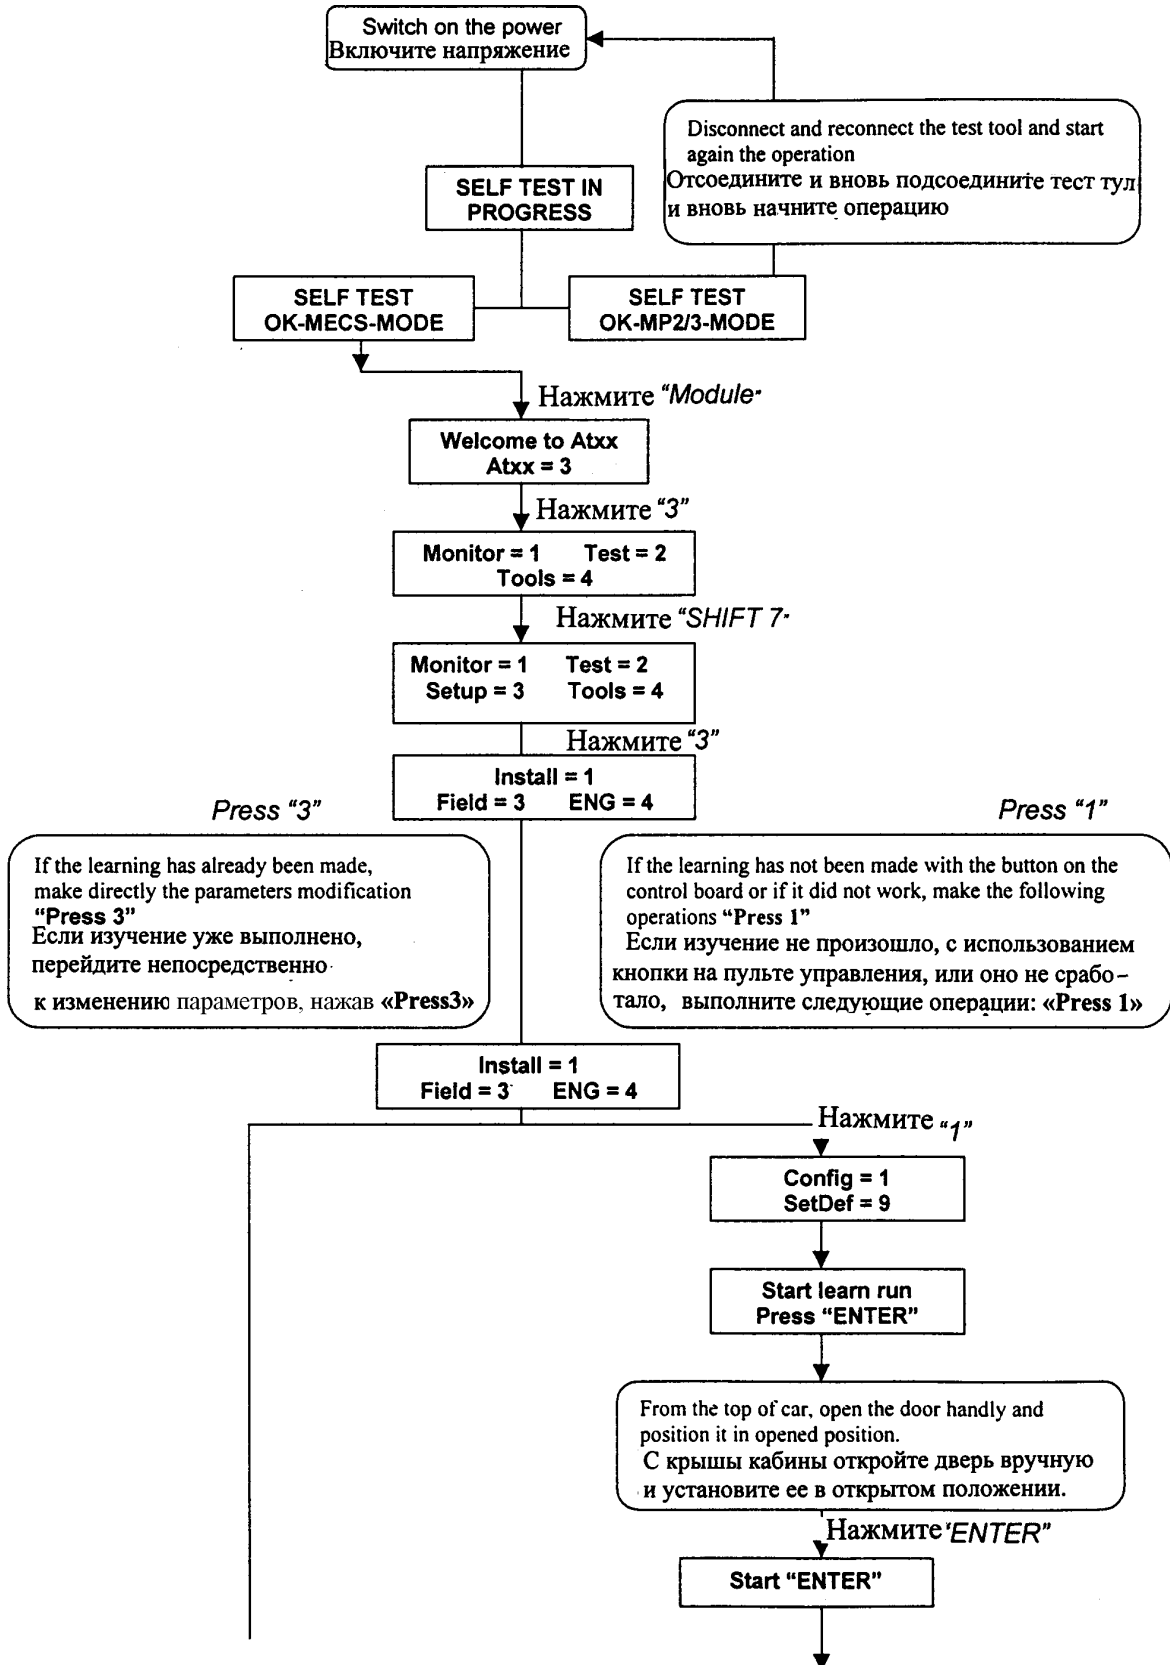 Switch on the power
Включите напряжение
Disconnect and reconnect the test tool and start
again the operation
Отсоедините и вновь подсоедините тест тул
и вновь начните операцию
SELF TEST IN
PROGRESS
SELF TEST
OK-MECS-MODE
SELF TEST
OK-MP2/3-MODE
Нажмите "Module"
Welcome to Atxx
Atxx = 3
Нажмите "3"
Monitor = 1 Test = 2
Tools = 4
Нажмите "SHIFT 7"
Monitor = 1 Test = 2
Setup = 3 Tools = 4
Нажмите "3"
Install = 1
Field = 3 ENG = 4
Press "3"
If the learning has already been made,
make directly the parameters modification
"Press 3"
Если изучение уже выполнено,
перейдите непосредственно
к изменению параметров, нажав «Press3»
Press "1"
If the learning has not been made with the button on the
control board or if it did not work, make the following
operations "Press 1"
Если изучение не произошло, с использованием
кнопки на пульте управления, или оно не срабо-
тало, выполните следующие операции: «Press 1»
Install = 1
Field = 3 ENG = 4
Нажмите "1"
Config = 1
SetDef = 9
Start learn run
Press "ENTER"
From the top of car, open the door handly and
position it in opened position.
С крышы кабины откройте дверь вручную
и установите ее в открытом положении.
Нажмите "ENTER"
Start "ENTER"